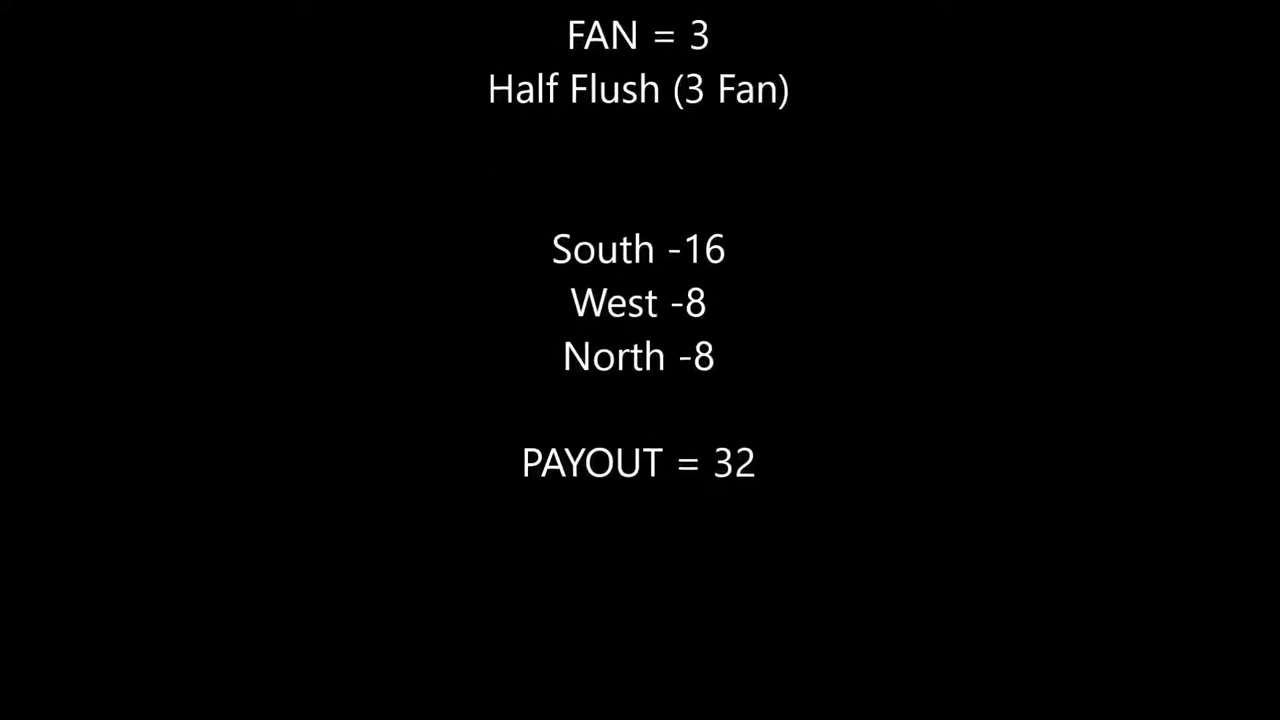 FAN = 3
Half Flush (3 Fan)
South -16
West -8
North -8
PAYOUT = 32